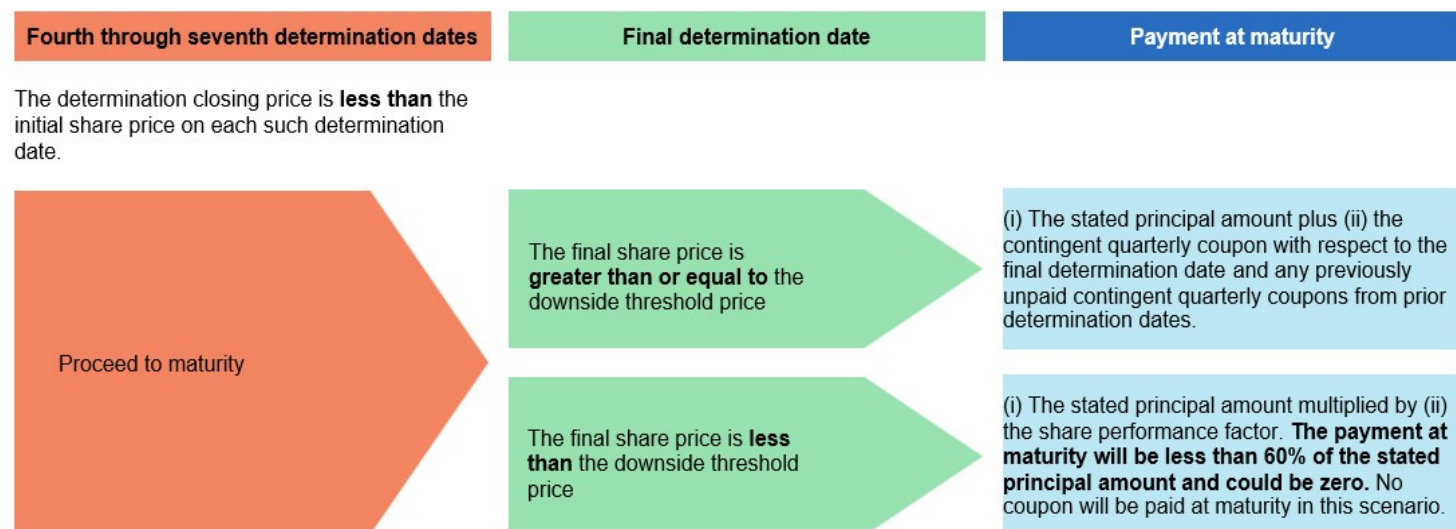 Fourth through seventh determination dates
Final determination date
Payment at maturity
The determination closing price is less than the
initial share price on each such determination
date.
Proceed to maturity
The final share price is
greater than or equal to the
downside threshold price
(i) The stated principal amount plus (ii) the
contingent quarterly coupon with respect to the
final determination date and any previously
unpaid contingent quarterly coupons from prior
determination dates.
The final share price is less
than the downside threshold
price
(i) The stated principal amount multiplied by (ii)
the share performance factor. The payment at
maturity will be less than 60% of the stated
principal amount and could be zero. No
coupon will be paid at maturity in this scenario.